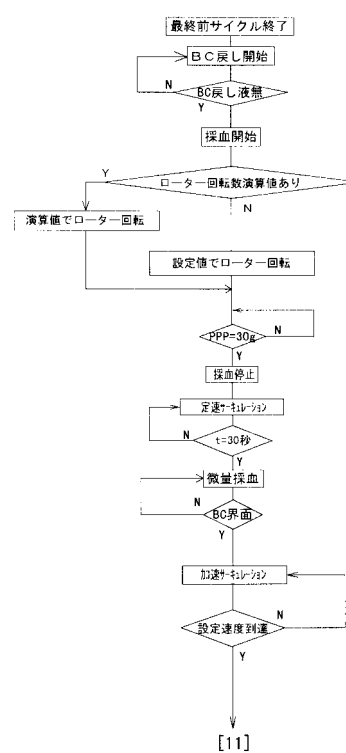 最終前サイクル終了
BC戻し開始
N
BC戻し液無
Y
採血開始
Y
ローター回転数演算値あり
N
演算値でローター回転
設定値でローター回転
PPP=30g
N
Y
採血停止
定速サーキュレーション
N
t=30秒
Y
微量採血
N
BC界面
Y
加速サーキュレーション
N
設定速度到達
Y
[11]